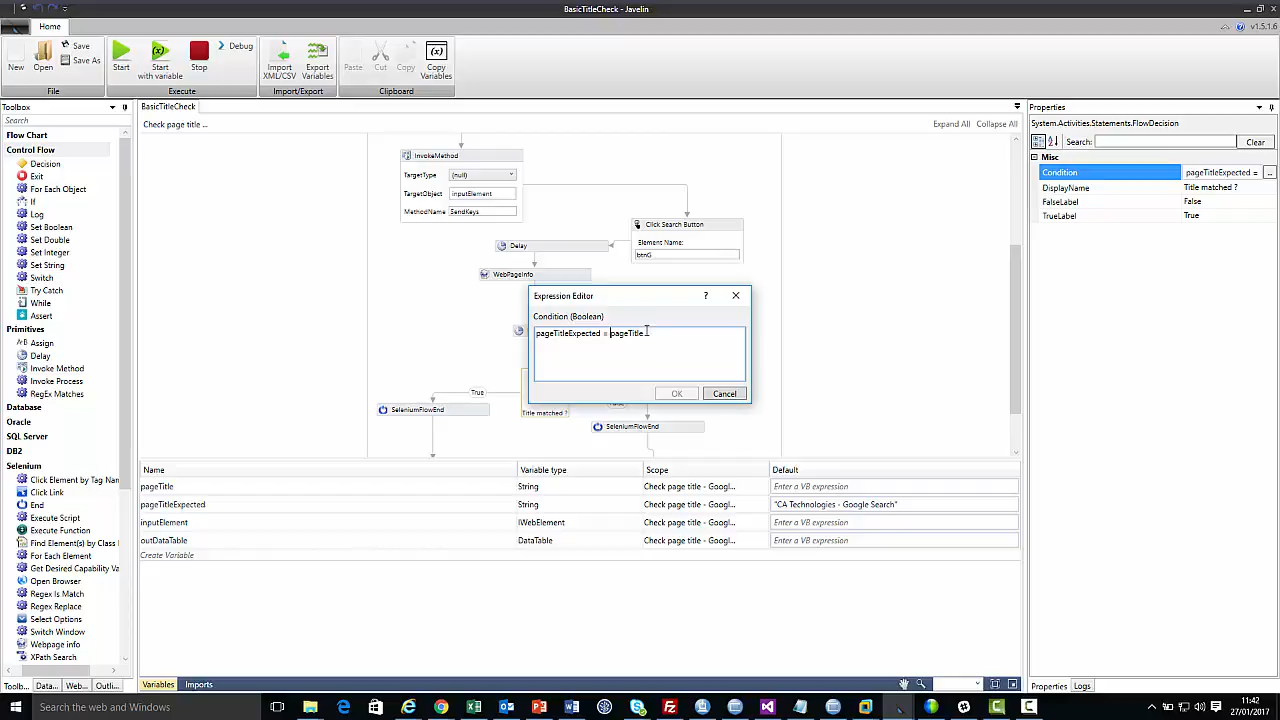 BasicTitleCheck - Javelin
Home
v1.5.1.6
New
Open
Save
Save As
Start
Start with variable
Stop
Debug
Import XML/CSV
Export Variables
Paste
Cut
Copy
Copy Variables
File
Execute
Import/Export
Clipboard
Toolbox
Search
Flow Chart
Control Flow
Decision
Exit
For Each Object
If
Log
Set Boolean
Set Double
Set Integer
Set String
Switch
Try Catch
While
Assert
Primitives
Assign
Delay
Invoke Method
Invoke Process
RegEx Matches
Database
Oracle
SQL Server
DB2
Selenium
Click Element by Tag Nam
Click Link
End
Execute Script
Execute Function
Find Element(s) by Class
For Each Element
Get Desired Capability Va
Open Browser
Regex Is Match
Regex Replace
Select Options
Switch Window
Webpage info
XPath Search
Toolb...
Data...
Web...
Outli...
BasicTitleCheck
Check page title ...
Expand All
Collapse All
InvokeMethod
TargetType
(null)
TargetObject
inputElement
MethodName
SendKeys
Click Search Button
Element Name:
btnG
Delay
WebPageInfo
Expression Editor
?
Condition (Boolean)
pageTitleExpected = pageTitle
OK
Cancel
True
SeleniumFlowEnd
Title matched ?
SeleniumFlowEnd
Name
Variable type
Scope
Default
pageTitle
String
Check page title - Googl...
Enter a VB expression
pageTitleExpected
String
Check page title - Googl...
"CA Technologies - Google Search"
inputElement
IWebElement
Check page title - Googl...
Enter a VB expression
outDataTable
DataTable
Check page title - Googl...
Enter a VB expression
Create Variable
Variables
Imports
Properties
System.Activities.Statements.FlowDecision
Search:
Clear
Misc
Condition
pageTitleExpected =
...
DisplayName
Title matched ?
FalseLabel
False
TrueLabel
True
Properties
Logs
Search the web and Windows
11:42
27/01/2017